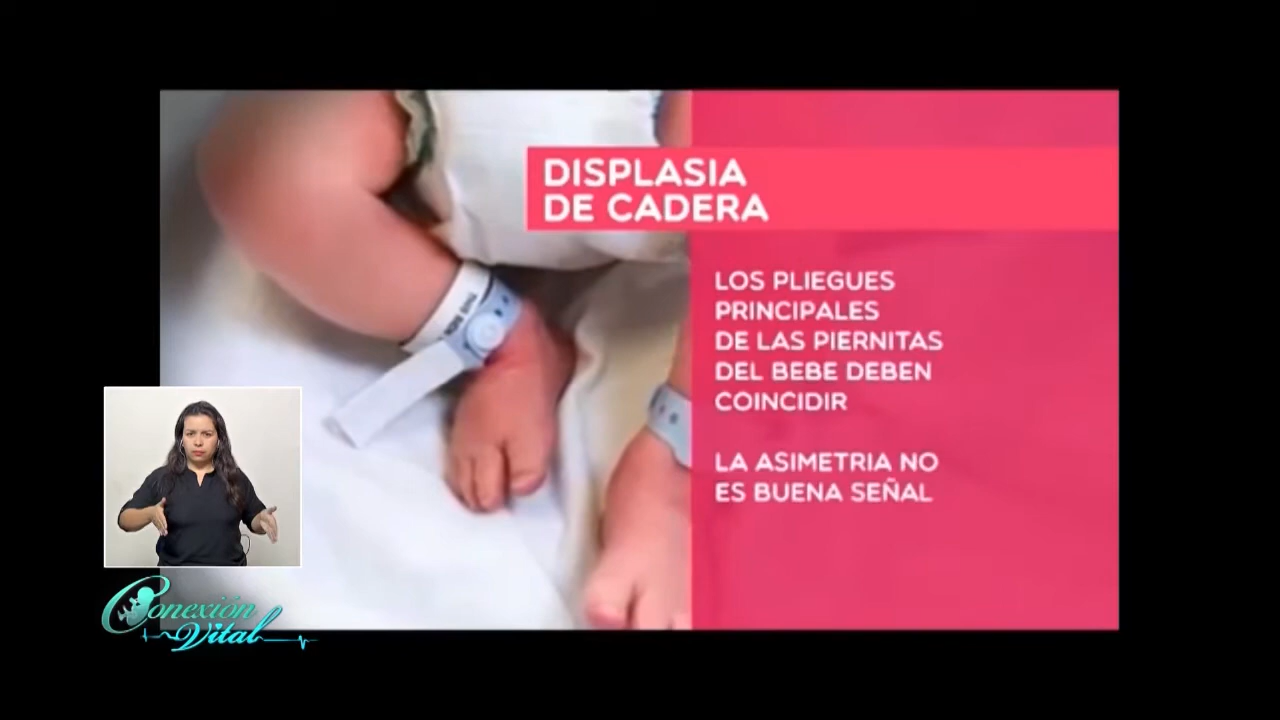 DISPLASIA
DE CADERA
LOS PLIEGUES
PRINCIPALES
DE LAS PIERNITAS
DEL BEBE DEBEN
COINCIDIR
LA ASIMETRIA NO
ES BUENA SEÑAL
Conexión
Vital